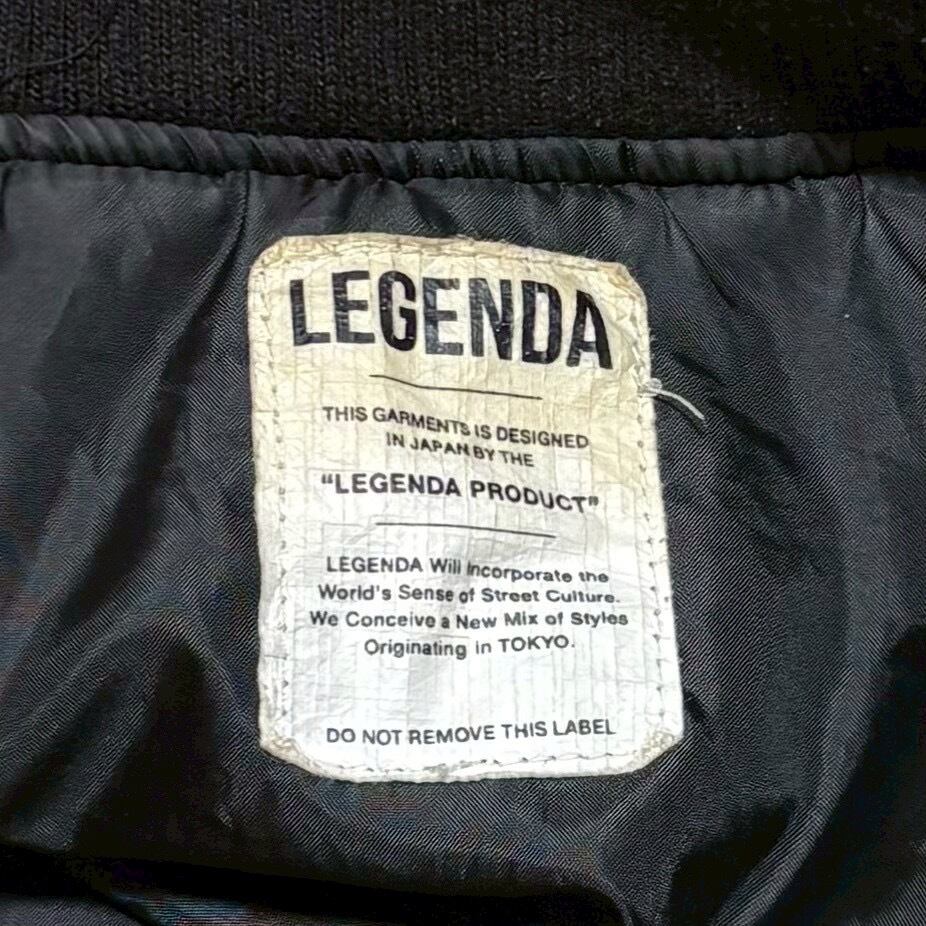 LEGENDA
THIS GARMENTS IS DESIGNED
IN JAPAN BY THE
"LEGENDA PRODUCT"
LEGENDA Will Incorporate the
World's Sense of Street Culture.
We Conceive a New Mix of Styles
Originating in TOKYO.
DO NOT REMOVE THIS LABEL